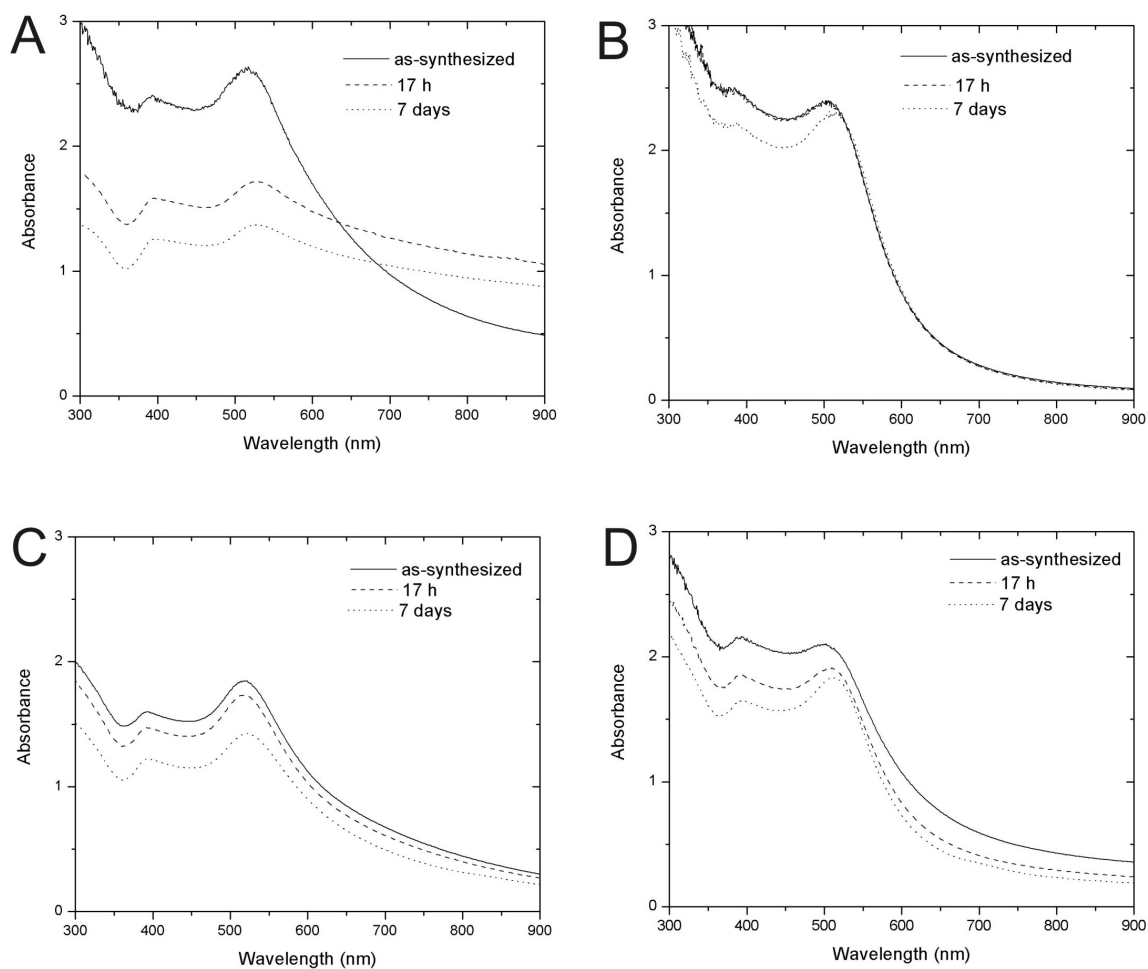 A
3
2
1
0
Absorbance
as-synthesized
17 h
7 days
300 400 500 600 700 800 900
Wavelength (nm)
B
3
2
1
0
Absorbance
as-synthesized
17 h
7 days
300 400 500 600 700 800 900
Wavelength (nm)
C
3
2
1
0
Absorbance
as-synthesized
17 h
7 days
300 400 500 600 700 800 900
Wavelength (nm)
D
3
2
1
0
Absorbance
as-synthesized
17 h
7 days
300 400 500 600 700 800 900
Wavelength (nm)